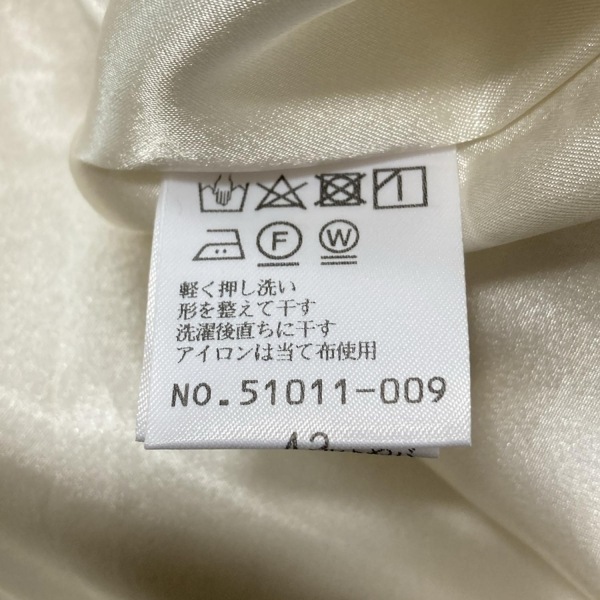 F W
軽く押し洗い
形を整えて干す
洗濯後直ちに干す
アイロンは当て布使用
NO.51011-009